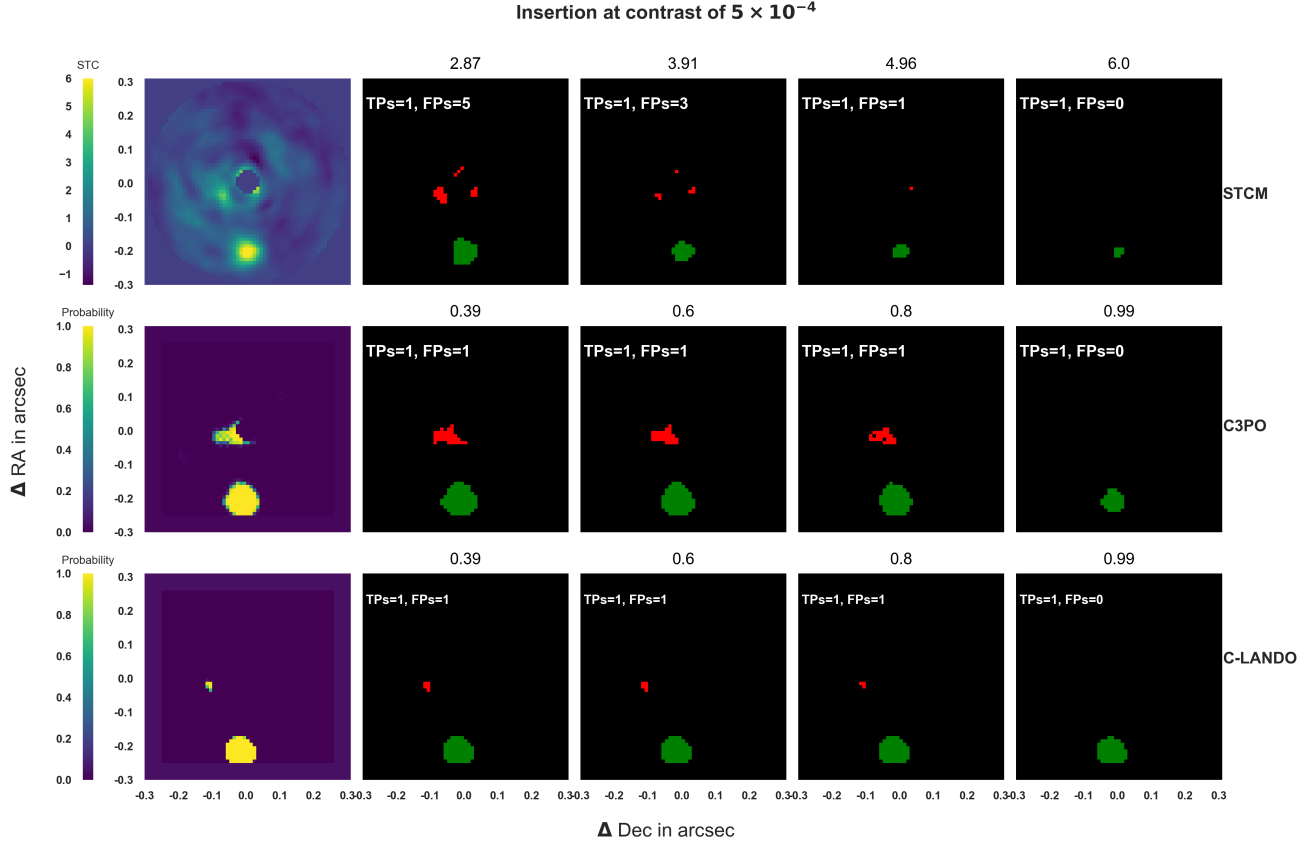 Insertion at contrast of 5 × 10⁻⁴
STC 2.87 3.91 4.96 6.0
6
5
4
3
2
1
0
−1
0.3
0.2
0.1
0.0
-0.1
-0.2
-0.3
TPs=1, FPs=5
TPs=1, FPs=3
TPs=1, FPs=1
TPs=1, FPs=0
STCM
Probability 0.39 0.6 0.8 0.99
1.0
0.8
0.6
0.4
0.2
0.0
0.3
0.2
0.1
0.0
-0.1
-0.2
-0.3
TPs=1, FPs=1
TPs=1, FPs=1
TPs=1, FPs=1
TPs=1, FPs=0
C3PO
Δ RA in arcsec
Probability 0.39 0.6 0.8 0.99
1.0
0.8
0.6
0.4
0.2
0.0
0.3
0.2
0.1
0.0
-0.1
-0.2
-0.3
TPs=1, FPs=1
TPs=1, FPs=1
TPs=1, FPs=1
TPs=1, FPs=0
C-LANDO
-0.3 -0.2 -0.1 0.0 0.1 0.2 0.3
-0.3 -0.2 -0.1 0.0 0.1 0.2 0.3
-0.3 -0.2 -0.1 0.0 0.1 0.2 0.3
-0.3 -0.2 -0.1 0.0 0.1 0.2 0.3
-0.3 -0.2 -0.1 0.0 0.1 0.2 0.3
Δ Dec in arcsec